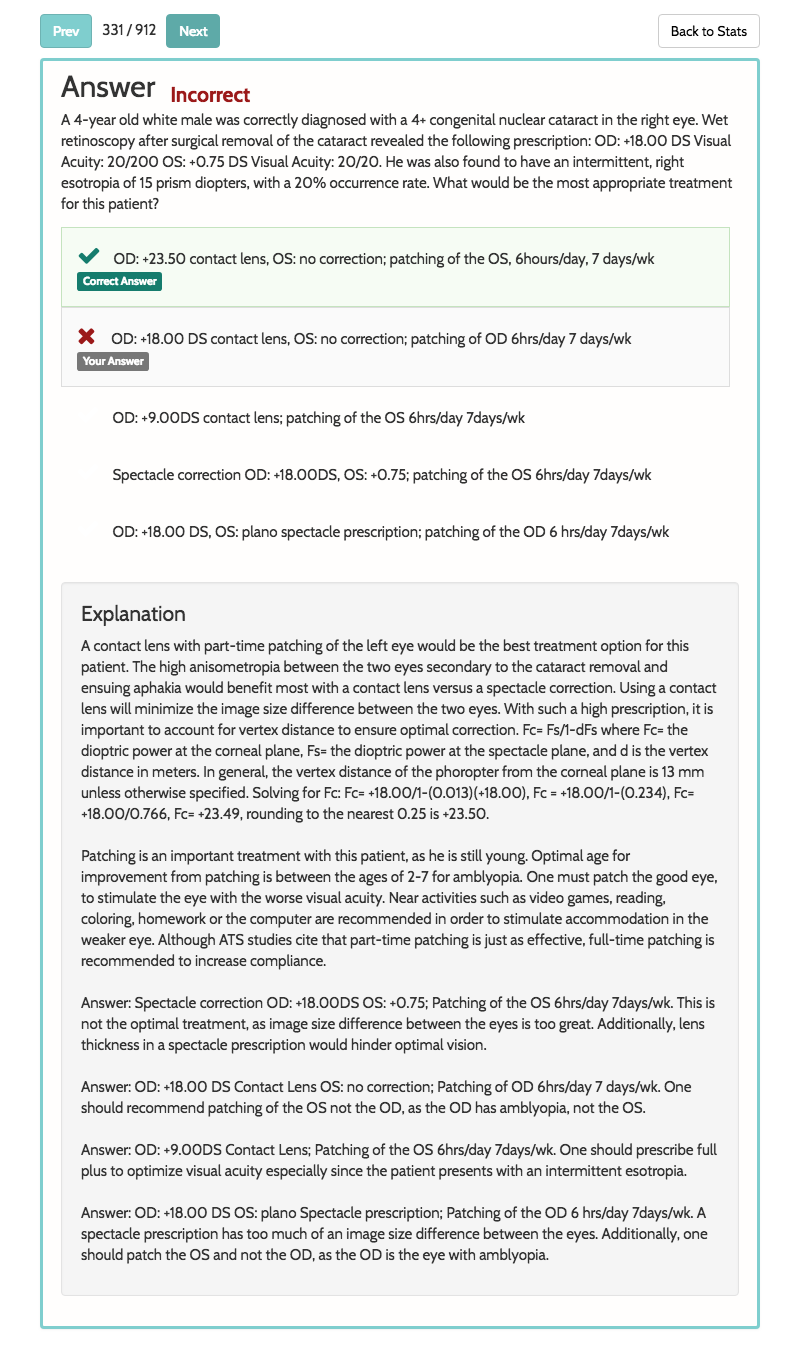 Prev 331 / 912 Next Back to Stats
Answer Incorrect
A 4-year old white male was correctly diagnosed with a 4+ congenital nuclear cataract in the right eye. Wet
retinoscopy after surgical removal of the cataract revealed the following prescription: OD: +18.00 DS Visual
Acuity: 20/200 OS: +0.75 DS Visual Acuity: 20/20. He was also found to have an intermittent, right
esotropia of 15 prism diopters, with a 20% occurrence rate. What would be the most appropriate treatment
for this patient?
OD: +23.50 contact lens, OS: no correction; patching of the OS, 6hours/day, 7 days/wk
Correct Answer
OD: +18.00 DS contact lens, OS: no correction; patching of OD 6hrs/day 7 days/wk
Your Answer
OD: +9.00DS contact lens; patching of the OS 6hrs/day 7days/wk
Spectacle correction OD: +18.00DS, OS: +0.75; patching of the OS 6hrs/day 7days/wk
OD: +18.00 DS, OS: plano spectacle prescription; patching of the OD 6 hrs/day 7days/wk
Explanation
A contact lens with part-time patching of the left eye would be the best treatment option for this
patient. The high anisometropia between the two eyes secondary to the cataract removal and
ensuing aphakia would benefit most with a contact lens versus a spectacle correction. Using a contact
lens will minimize the image size difference between the two eyes. With such a high prescription, it is
important to account for vertex distance to ensure optimal correction. Fc= Fs/1-dFs where Fc= the
dioptric power at the corneal plane, Fs= the dioptric power at the spectacle plane, and d is the vertex
distance in meters. In general, the vertex distance of the phoropter from the corneal plane is 13 mm
unless otherwise specified. Solving for Fc: Fc= +18.00/1-(0.013)(+18.00), Fc = +18.00/1-(0.234), Fc=
+18.00/0.766, Fc= +23.49, rounding to the nearest 0.25 is +23.50.
Patching is an important treatment with this patient, as he is still young. Optimal age for
improvement from patching is between the ages of 2-7 for amblyopia. One must patch the good eye,
to stimulate the eye with the worse visual acuity. Near activities such as video games, reading,
coloring, homework or the computer are recommended in order to stimulate accommodation in the
weaker eye. Although ATS studies cite that part-time patching is just as effective, full-time patching is
recommended to increase compliance.
Answer: Spectacle correction OD: +18.00DS OS: +0.75; Patching of the OS 6hrs/day 7days/wk. This is
not the optimal treatment, as image size difference between the eyes is too great. Additionally, lens
thickness in a spectacle prescription would hinder optimal vision.
Answer: OD: +18.00 DS Contact Lens OS: no correction; Patching of OD 6hrs/day 7 days/wk. One
should recommend patching of the OS not the OD, as the OD has amblyopia, not the OS.
Answer: OD: +9.00DS Contact Lens; Patching of the OS 6hrs/day 7days/wk. One should prescribe full
plus to optimize visual acuity especially since the patient presents with an intermittent esotropia.
Answer: OD: +18.00 DS OS: plano Spectacle prescription; Patching of the OD 6 hrs/day 7days/wk. A
spectacle prescription has too much of an image size difference between the eyes. Additionally, one
should patch the OS and not the OD, as the OD is the eye with amblyopia.